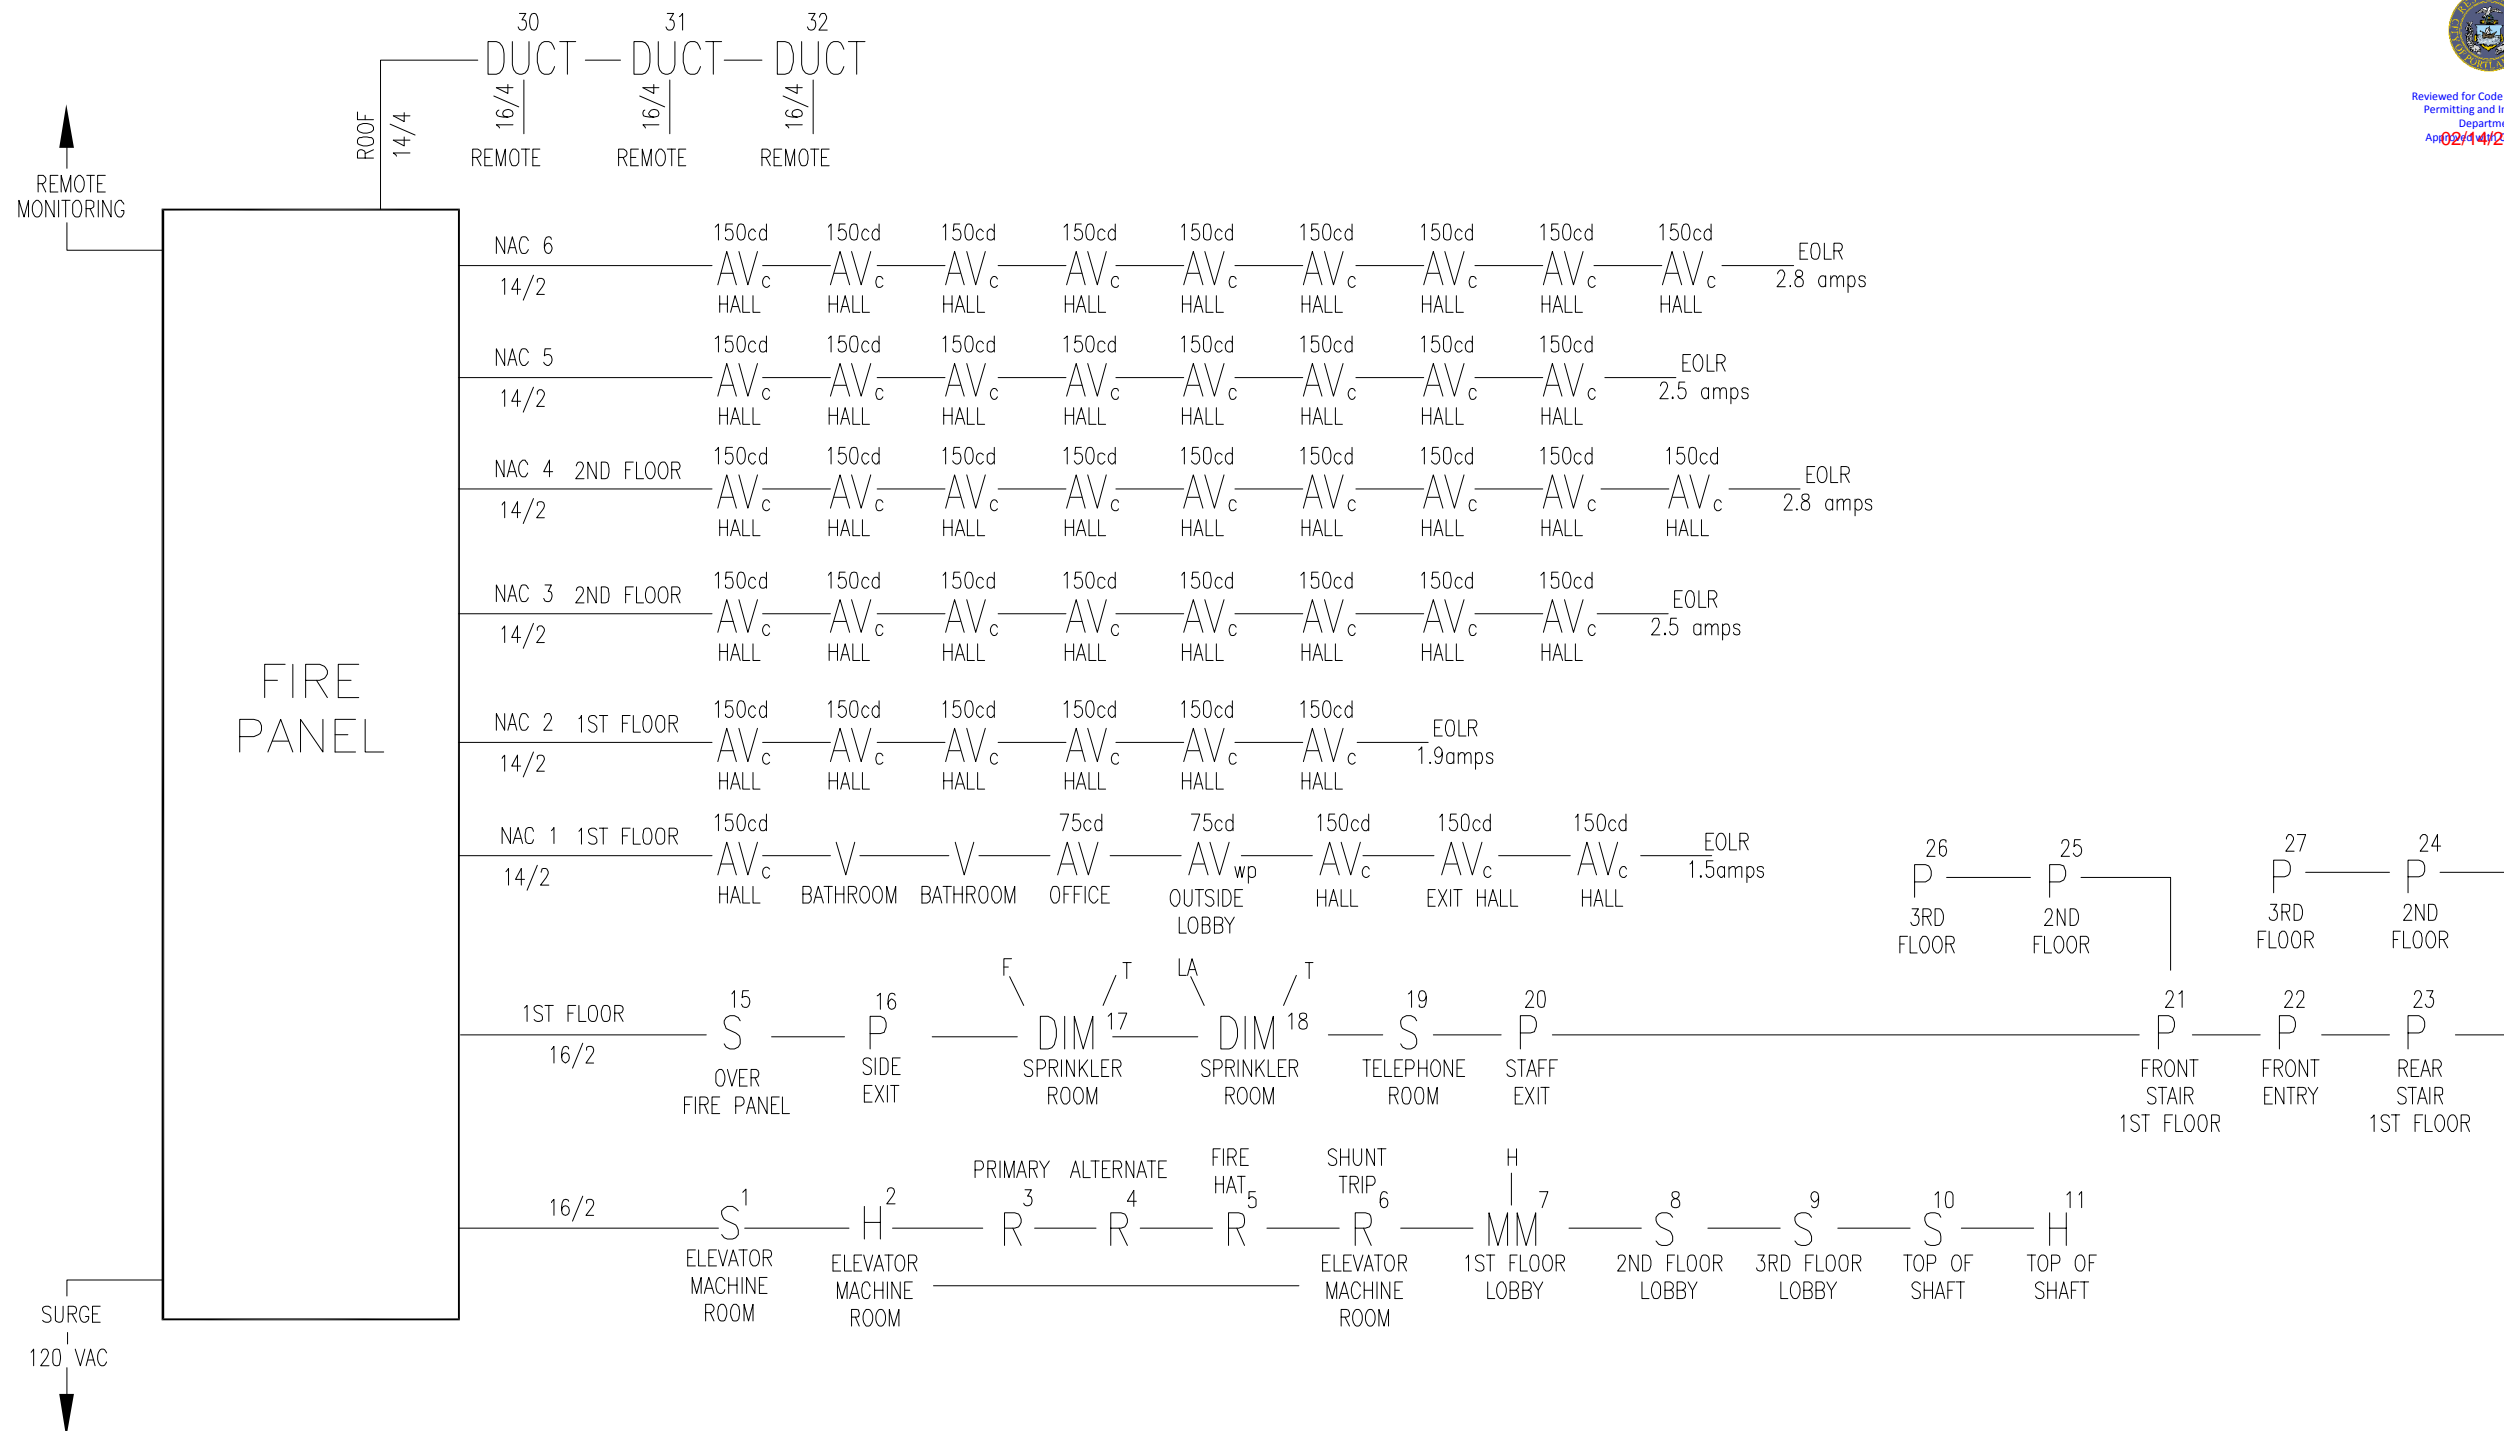 30 31 32
DUCT DUCT DUCT
16/4 16/4 16/4
REMOTE REMOTE REMOTE
ROOF
14/4
REMOTE
MONITORING
Reviewed for Code
Permitting and
FIRE
PANEL
SURGE
120 VAC
NAC 6
14/2
150cd 150cd 150cd 150cd 150cd 150cd 150cd 150cd 150cd
AVc AVc AVc AVc AVc AVc AVc AVc AVc
HALL HALL HALL HALL HALL HALL HALL HALL HALL
EOLR
2.8 amps
NAC 5
14/2
150cd 150cd 150cd 150cd 150cd 150cd 150cd 150cd
AVc AVc AVc AVc AVc AVc AVc AVc
HALL HALL HALL HALL HALL HALL HALL HALL
EOLR
2.5 amps
NAC 4 2ND FLOOR
14/2
150cd 150cd 150cd 150cd 150cd 150cd 150cd 150cd 150cd
AVc AVc AVc AVc AVc AVc AVc AVc AVc
HALL HALL HALL HALL HALL HALL HALL HALL HALL
EOLR
2.8 amps
NAC 3 2ND FLOOR
14/2
150cd 150cd 150cd 150cd 150cd 150cd 150cd 150cd
AVc AVc AVc AVc AVc AVc AVc AVc
HALL HALL HALL HALL HALL HALL HALL HALL
EOLR
2.5 amps
NAC 2 1ST FLOOR
14/2
150cd 150cd 150cd 150cd 150cd 150cd
AVc AVc AVc AVc AVc AVc
HALL HALL HALL HALL HALL HALL
EOLR
1.9amps
NAC 1 1ST FLOOR
14/2
150cd 75cd 75cd 150cd 150cd 150cd
AVc V V AV AVwp AVc AVc AVc
HALL BATHROOM BATHROOM OFFICE OUTSIDE HALL EXIT HALL HALL
LOBBY
EOLR
1.5amps
26 25 27 24
P P P P
3RD 2ND 3RD 2ND
FLOOR FLOOR FLOOR FLOOR
F T LA T
1ST FLOOR
16/2
15 16 17 18 19 20 21 22 23
S P DIM DIM S P P P P
OVER SIDE SPRINKLER SPRINKLER TELEPHONE STAFF FRONT FRONT REAR
FIRE PANEL EXIT ROOM ROOM ROOM EXIT STAIR ENTRY STAIR
1ST FLOOR 1ST FLOOR
PRIMARY ALTERNATE FIRE SHUNT H
HAT TRIP
16/2
1 2 3 4 5 6 7 8 9 10 11
S H R R R R MM S S S H
ELEVATOR ELEVATOR ELEVATOR 1ST FLOOR 2ND FLOOR 3RD FLOOR TOP OF TOP OF
MACHINE MACHINE MACHINE LOBBY LOBBY LOBBY SHAFT SHAFT
ROOM ROOM ROOM